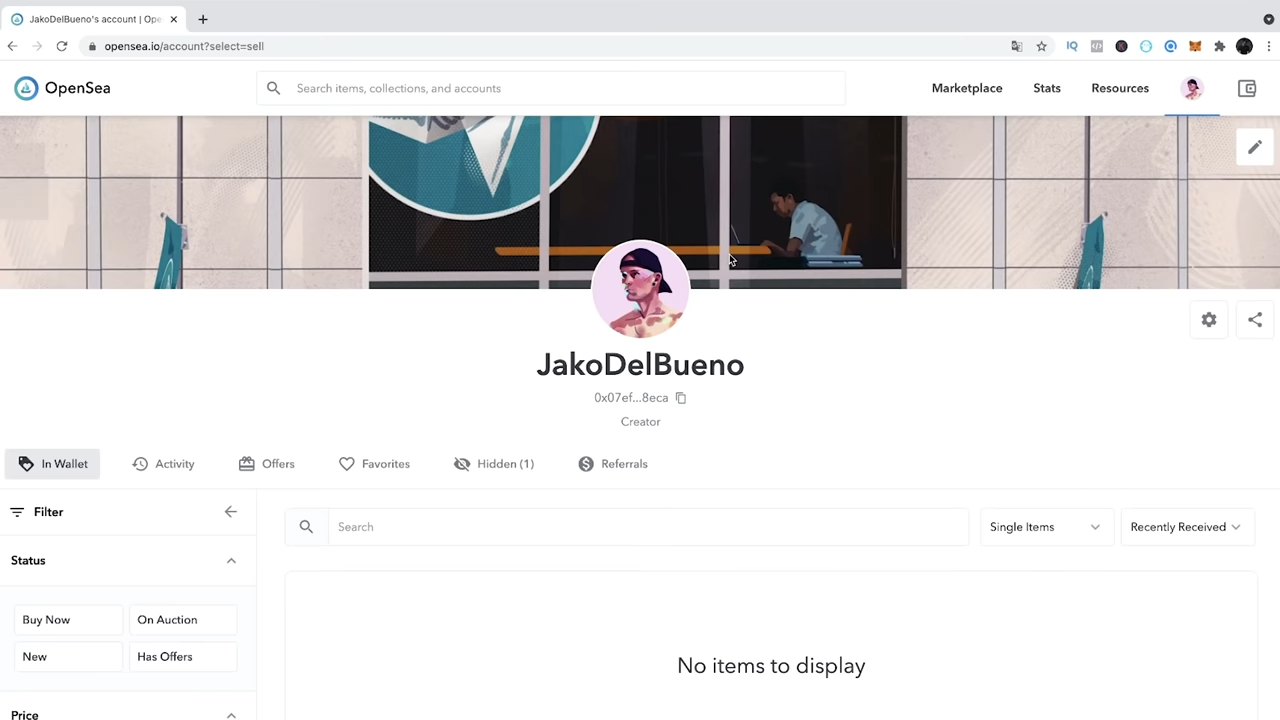 JakoDelBueno's account | Ope
opensea.io/account?select=sell
IQ
OpenSea
Search items, collections, and accounts
Marketplace
Stats
Resources
JakoDelBueno
0x07ef...8eca
Creator
In Wallet
Activity
Offers
Favorites
Hidden (1)
Referrals
Filter
Search
Single Items
Recently Received
Status
Buy Now
On Auction
New
Has Offers
No items to display
Price